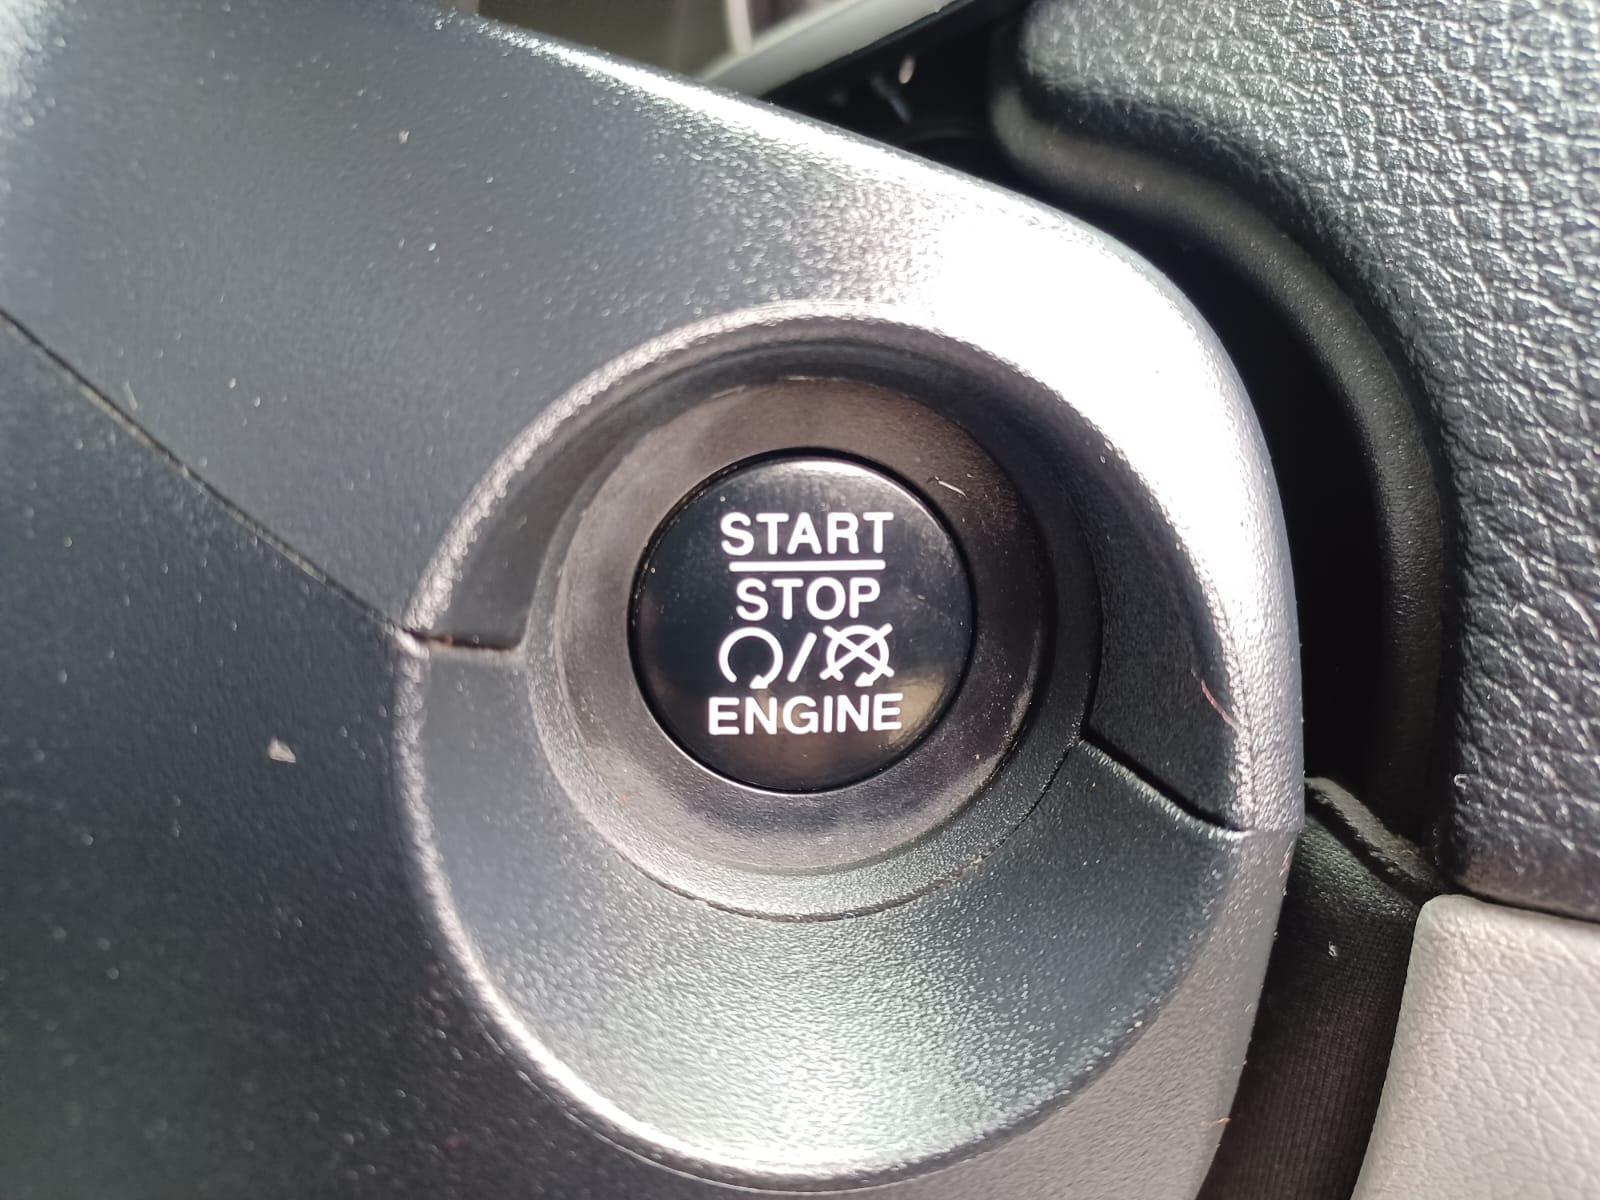 START
STOP
/
ENGINE